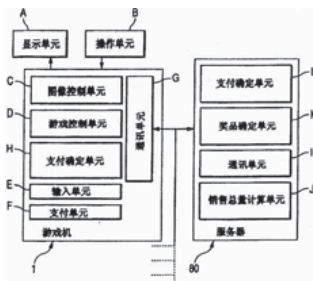 A
B
显示单元
操作单元
C
图像控制单元
G
支付确定单元
D
游戏控制单元
通讯单元
奖品确定单元
K
H
支付确定单元
通讯单元
I
E
输入单元
F
支付单元
销售总量计算单元
J
游戏机
服务器
1
80